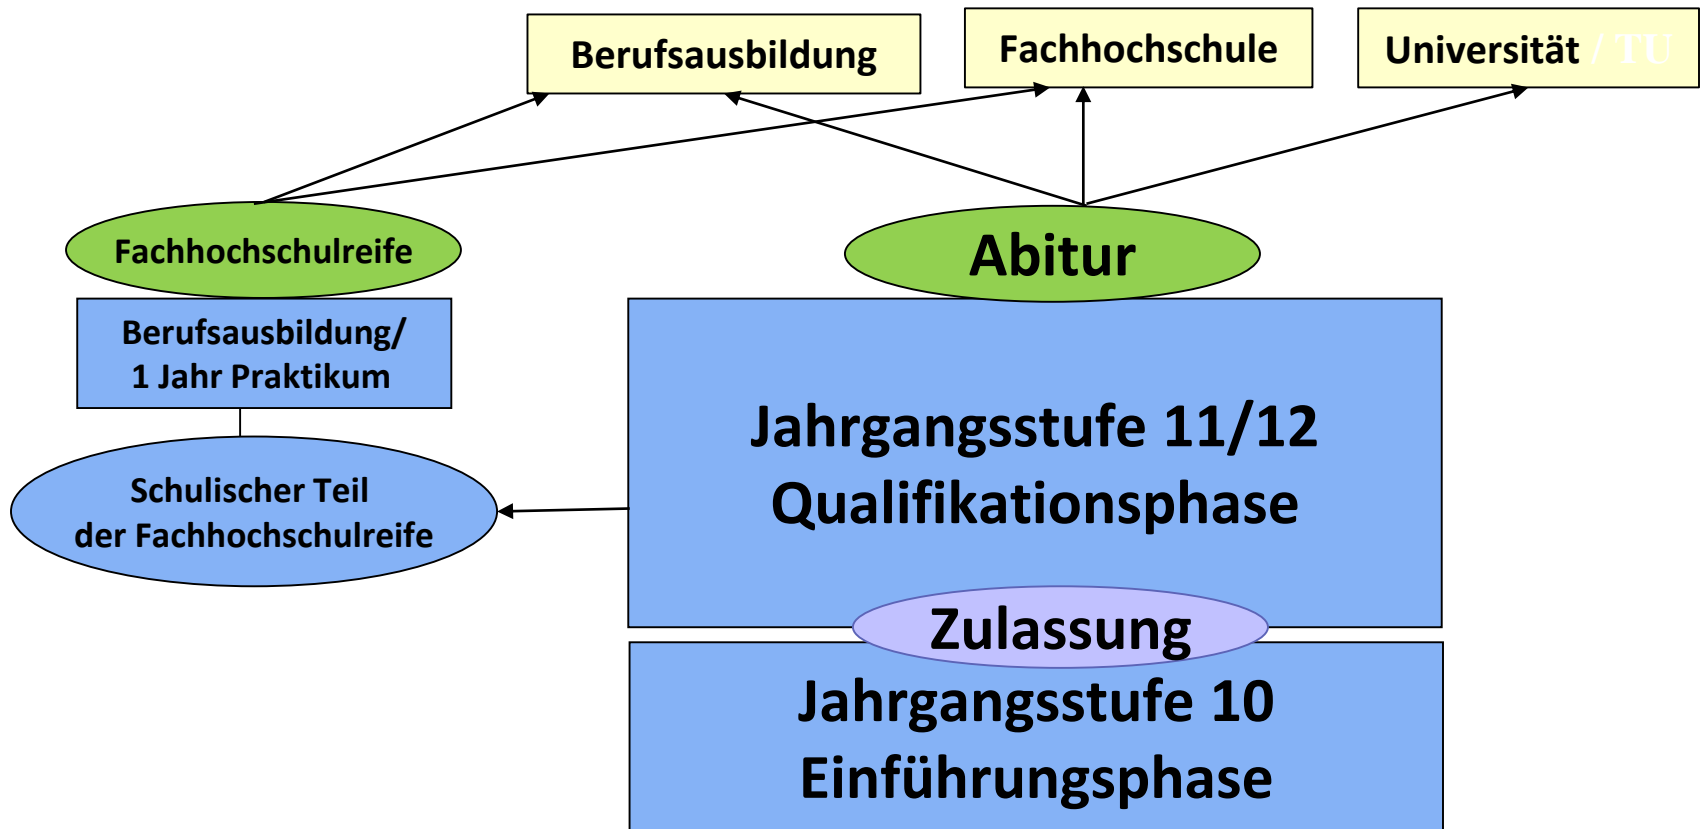 Berufsausbildung
Fachhochschule
Universität / TU
Fachhochschulreife
Abitur
Berufsausbildung/
1 Jahr Praktikum
Jahrgangsstufe 11/12
Qualifikationsphase
Schulischer Teil
der Fachhochschulreife
Zulassung
Jahrgangsstufe 10
Einführungsphase